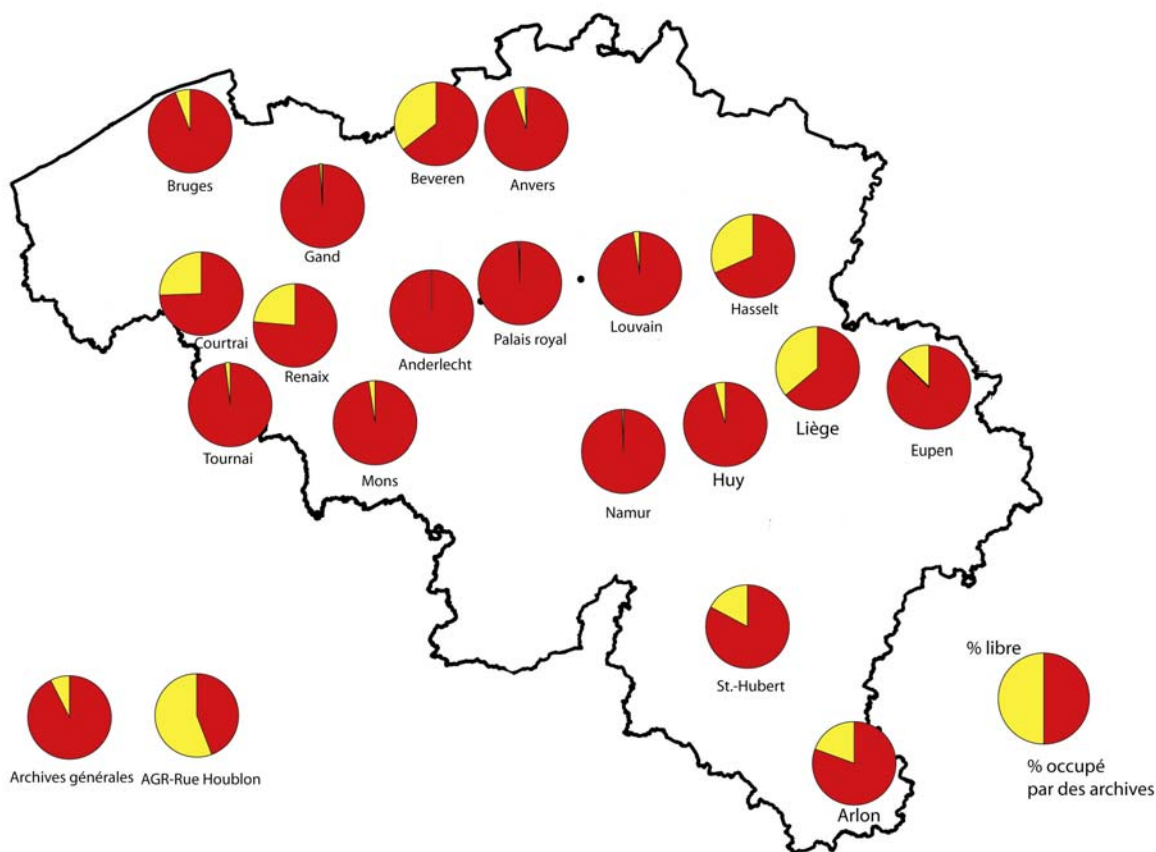 Bruges
Beveren
Anvers
Gand
Courtrai
Renaix
Anderlecht
Palais royal
Louvain
Hasselt
Tournai
Mons
Namur
Huy
Liège
Eupen
St.-Hubert
Arlon
Archives générales
AGR-Rue Houblon
% libre
% occupé
par des archives